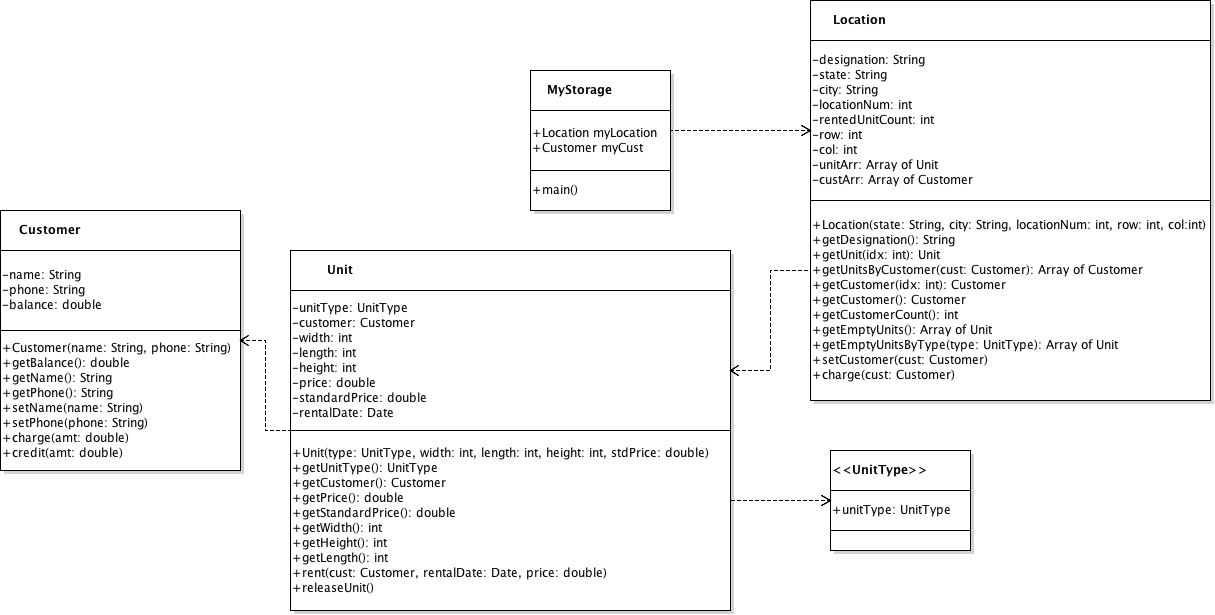 Location
-designation: String
-state: String
-city: String
-locationNum: int
-rentedUnitCount: int
-row: int
-col: int
-unitArr: Array of Unit
-custArr: Array of Customer
+Location(state: String, city: String, locationNum: int, row: int, col:int)
+getDesignation(): String
+getUnit(idx: int): Unit
+getUnitsByCustomer(cust: Customer): Array of Customer
+getCustomer(idx: int): Customer
+getCustomer(): Customer
+getCustomerCount(): int
+getEmptyUnits(): Array of Unit
+getEmptyUnitsByType(type: UnitType): Array of Unit
+setCustomer(cust: Customer)
+charge(cust: Customer)
MyStorage
+Location myLocation
+Customer myCust
+main()
Customer
-name: String
-phone: String
-balance: double
+Customer(name: String, phone: String)
+getBalance(): double
+getName(): String
+getPhone(): String
+setName(name: String)
+setPhone(phone: String)
+charge(amt: double)
+credit(amt: double)
Unit
-unitType: UnitType
-customer: Customer
-width: int
-length: int
-height: int
-price: double
-standardPrice: double
-rentalDate: Date
+Unit(type: UnitType, width: int, length: int, height: int, stdPrice: double)
+getUnitType(): UnitType
+getCustomer(): Customer
+getPrice(): double
+getStandardPrice(): double
+getWidth(): int
+getHeight(): int
+getLength(): int
+rent(cust: Customer, rentalDate: Date, price: double)
+releaseUnit()
<<UnitType>>
+unitType: UnitType